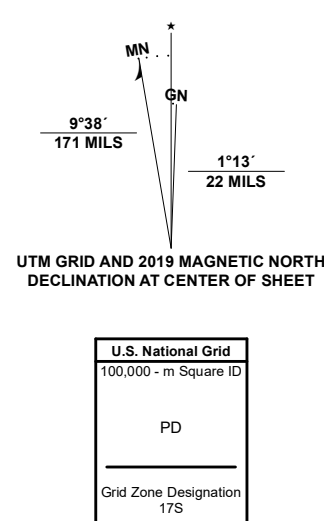 MN
GN
9°38´
171 MILS
1°13´
22 MILS
UTM GRID AND 2019 MAGNETIC NORTH
DECLINATION AT CENTER OF SHEET
U.S. National Grid
100,000 - m Square ID
PD
Grid Zone Designation
17S